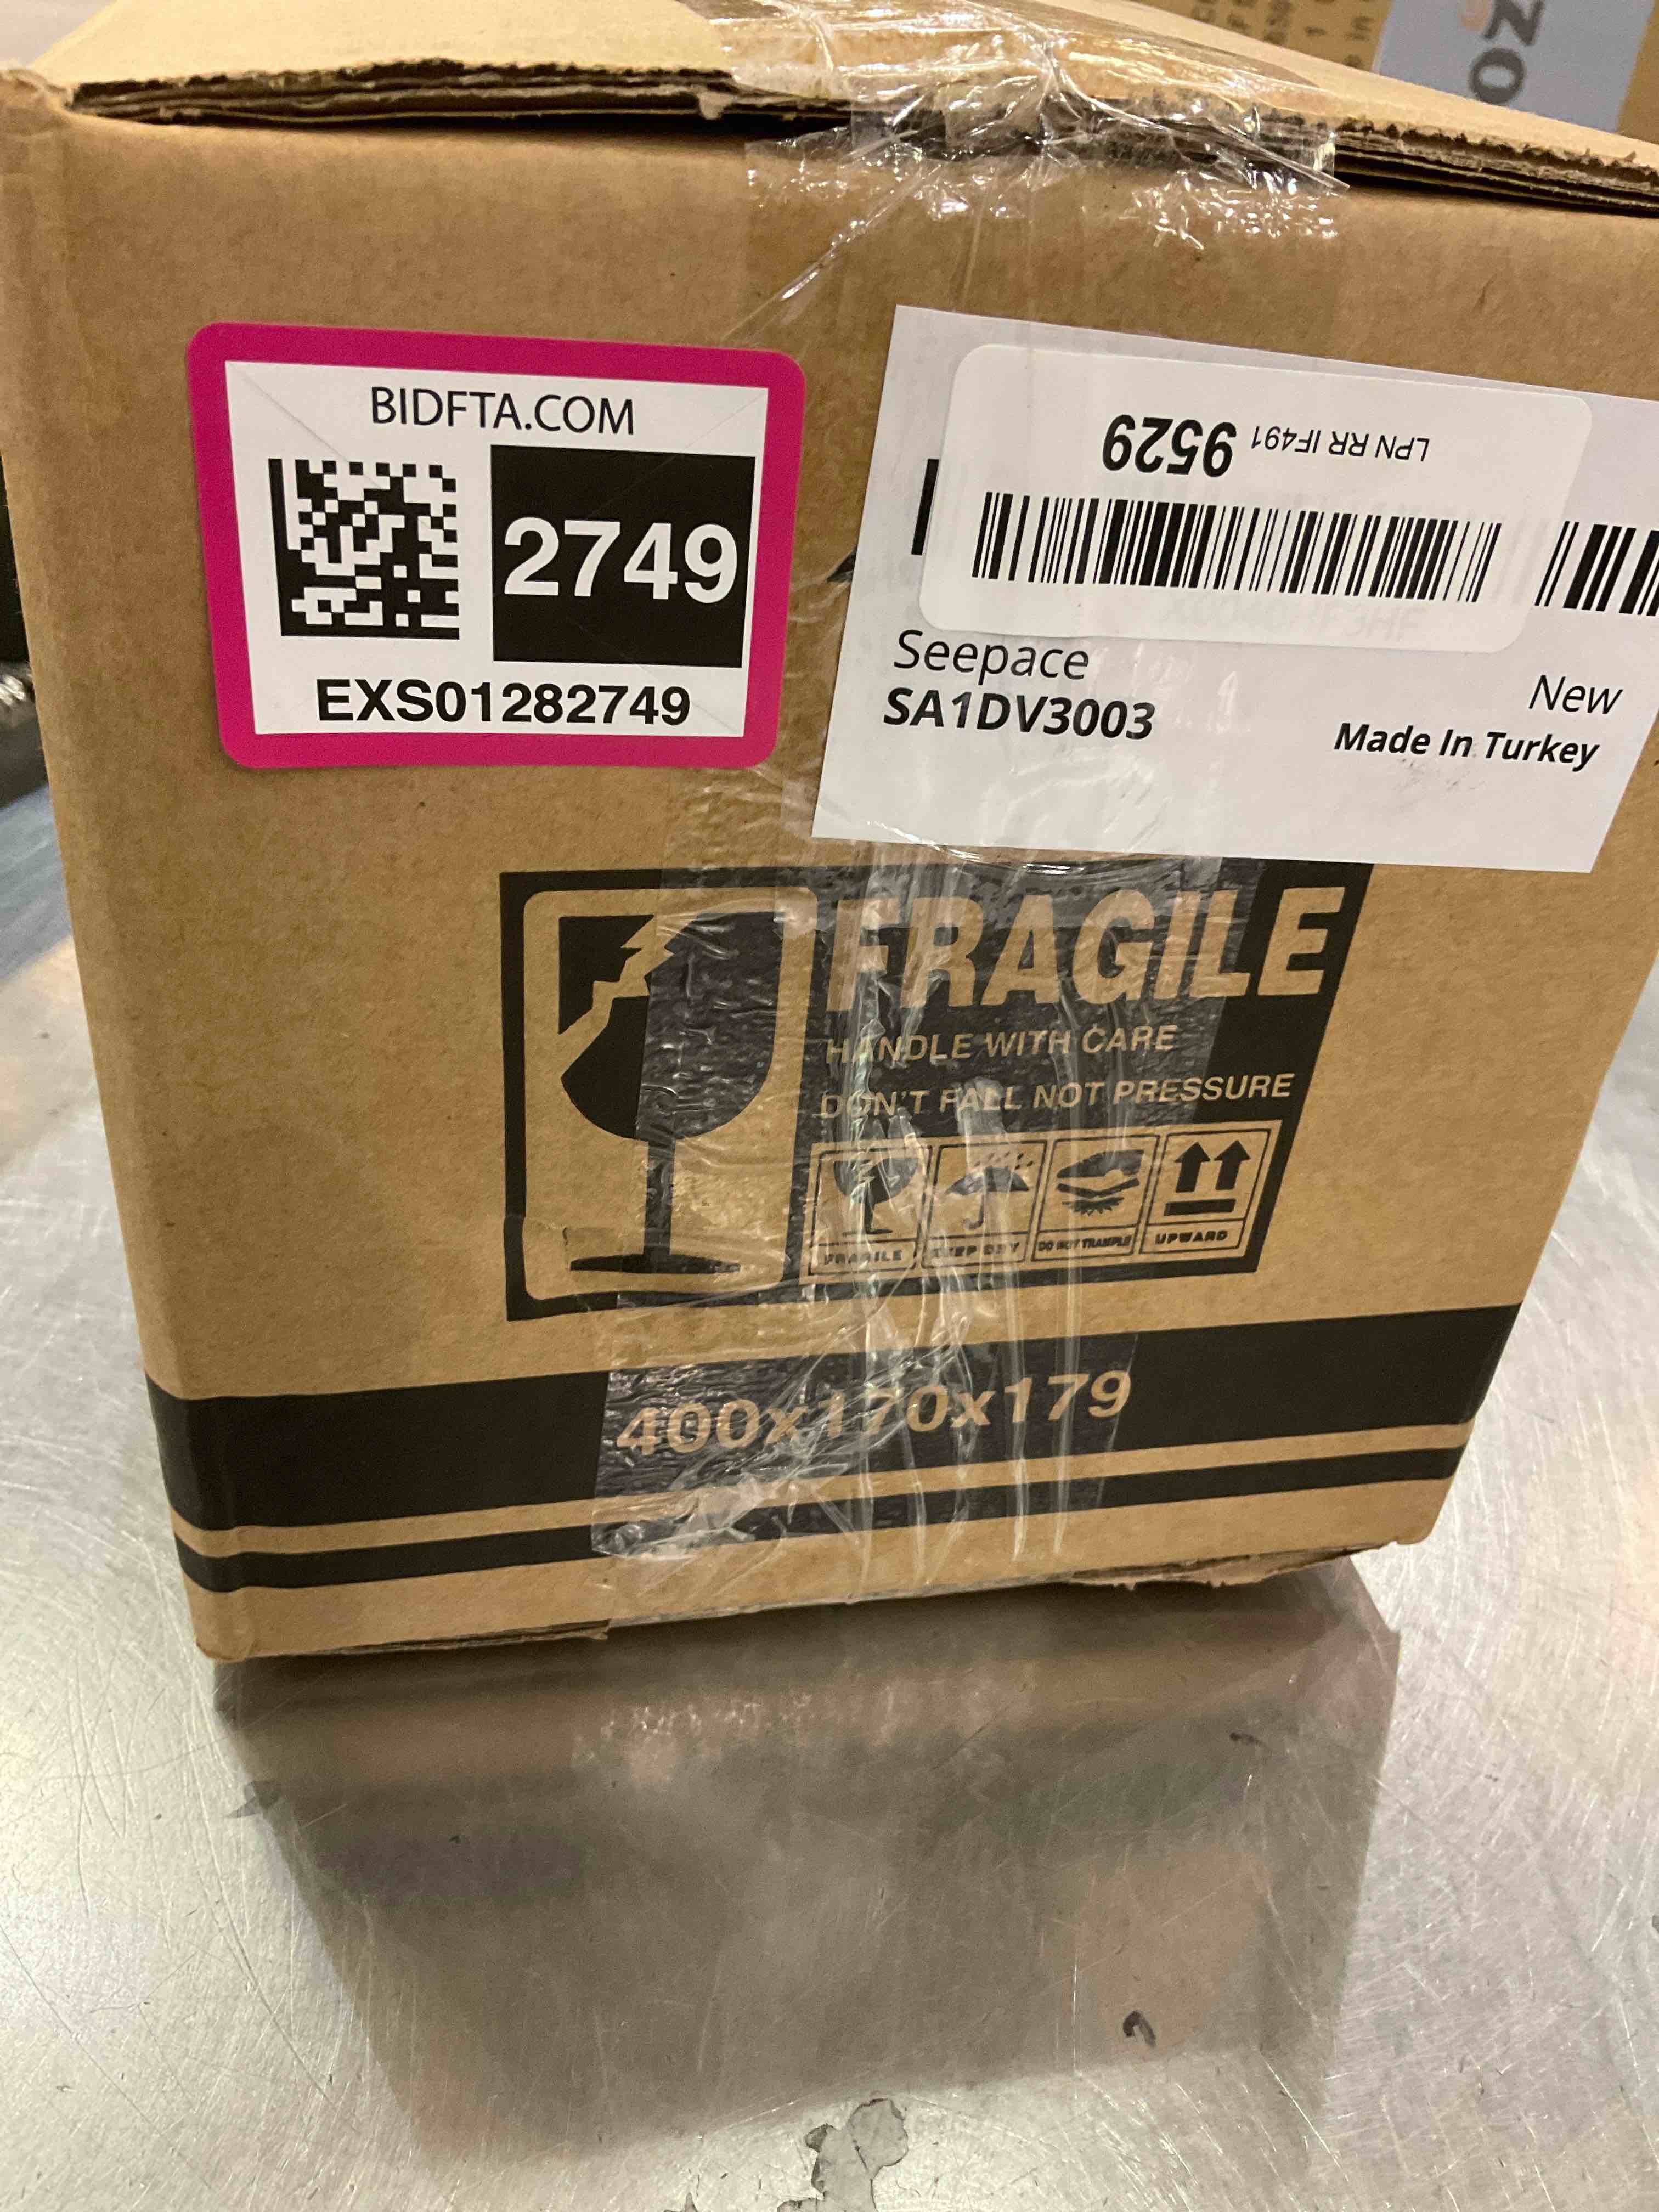 BIDFTA.COM
2749
EXS01282749
LPN RR IF491 9529
Seepace
New
SA1DV3003
Made In Turkey
FRAGILE
HANDLE WITH CARE
DON'T FALL NOT PRESSURE
FRAGILE
KEEP DRY
DO NOT TRAMPLE
UPWARD
400x170x179